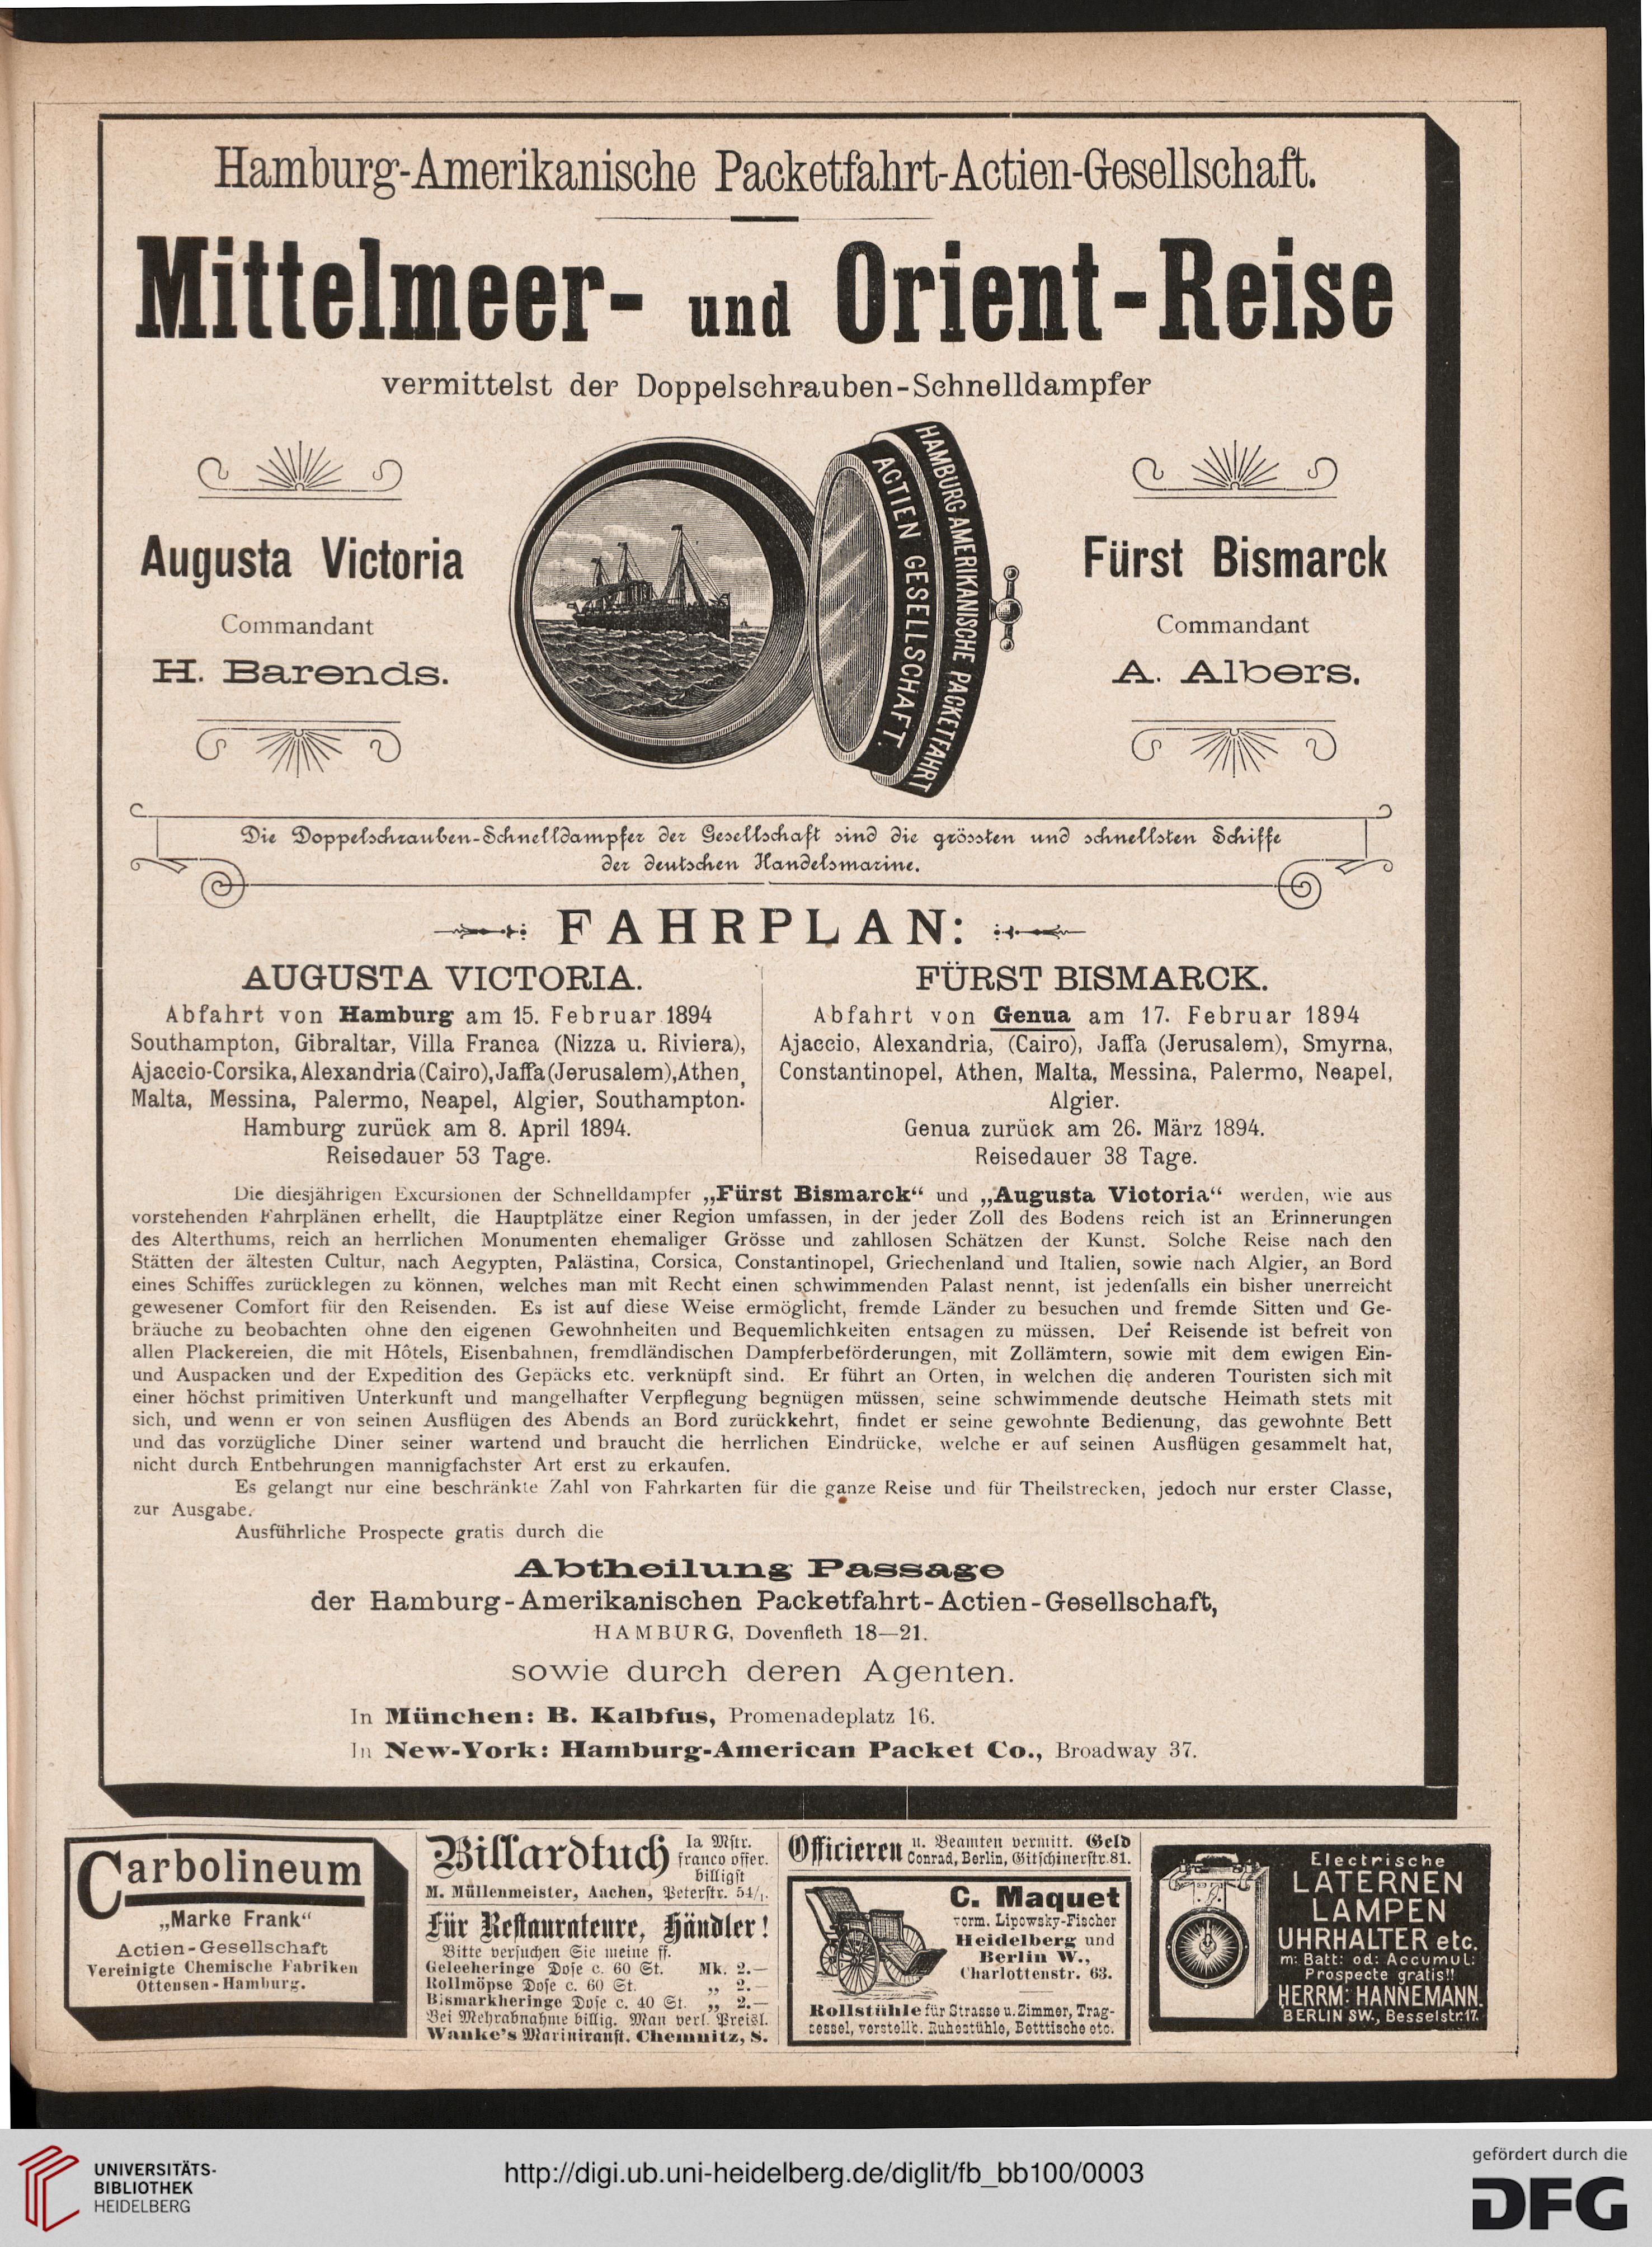 Hamburg-Amerikanische Packetfahrt-Actien-Gesellschaft.
Mittelmeer- und Orient-Reise
vermittelst der Doppelschrauben-Schnelldampfer
HAMBURG AMERIKANISCHE PACKETFAHRT
ACTIEN GESELLSCHAFT.
Augusta Victoria
Commandant
H. Barends.
Fürst Bismarck
Commandant
A. Albers.
Die Doppelschrauben-Schnelldampfer der Gesellschaft sind die grössten und schnellsten Schiffe
der deutschen Handelsmarine.
FAHRPLAN:
AUGUSTA VICTORIA.
Abfahrt von Hamburg am 15. Februar 1894
Southampton, Gibraltar, Villa Franca (Nizza u. Riviera),
Ajaccio-Corsika, Alexandria (Cairo), Jaffa (Jerusalem), Athen,
Malta, Messina, Palermo, Neapel, Algier, Southampton.
Hamburg zurück am 8. April 1894.
Reisedauer 53 Tage.
FÜRST BISMARCK.
Abfahrt von Genua am 17. Februar 1894
Ajaccio, Alexandria, (Cairo), Jaffa (Jerusalem), Smyrna,
Constantinopel, Athen, Malta, Messina, Palermo, Neapel,
Algier.
Genua zurück am 26. März 1894.
Reisedauer 38 Tage.
Die diesjährigen Excursionen der Schnelldampfer „Fürst Bismarck“ und „Augusta Victoria“ werden, wie aus
vorstehenden Fahrplänen erhellt, die Hauptplätze einer Region umfassen, in der jeder Zoll des Bodens reich ist an Erinnerungen
des Alterthums, reich an herrlichen Monumenten ehemaliger Grösse und zahllosen Schätzen der Kunst. Solche Reise nach den
Stätten der ältesten Cultur, nach Aegypten, Palästina, Corsica, Constantinopel, Griechenland und Italien, sowie nach Algier, an Bord
eines Schiffes zurücklegen zu können, welches man mit Recht einen schwimmenden Palast nennt, ist jedenfalls ein bisher unerreicht
gewesener Comfort für den Reisenden. Es ist auf diese Weise ermöglicht, fremde Länder zu besuchen und fremde Sitten und Ge-
bräuche zu beobachten ohne den eigenen Gewohnheiten und Bequemlichkeiten entsagen zu müssen. Der Reisende ist befreit von
allen Plackereien, die mit Hôtels, Eisenbahnen, fremdländischen Dampferbeförderungen, mit Zollämtern, sowie mit dem ewigen Ein-
und Auspacken und der Expedition des Gepäcks etc. verknüpft sind. Er führt an Orten, in welchen die anderen Touristen sich mit
einer höchst primitiven Unterkunft und mangelhafter Verpflegung begnügen müssen, seine schwimmende deutsche Heimath stets mit
sich, und wenn er von seinen Ausflügen des Abends an Bord zurückkehrt, findet er seine gewohnte Bedienung, das gewohnte Bett
und das vorzügliche Diner seiner wartend und braucht die herrlichen Eindrücke, welche er auf seinen Ausflügen gesammelt hat,
nicht durch Entbehrungen mannigfachster Art erst zu erkaufen.
Es gelangt nur eine beschränkte Zahl von Fahrkarten für die ganze Reise und für Theilstrecken, jedoch nur erster Classe,
zur Ausgabe.
Ausführliche Prospecte gratis durch die
Abtheilung Passage
der Hamburg-Amerikanischen Packetfahrt-Actien-Gesellschaft,
HAMBURG, Dovenfleth 18—21.
sowie durch deren Agenten.
In München: B. Kalbfus, Promenadeplatz 16.
In New-York: Hamburg-American Packet Co., Broadway 37.
Carbolineum
„Marke Frank“
Actien-Gesellschaft
Vereinigte Chemische Fabriken
Ottensen-Hamburg.
Billardtuch Ia Mstr.
franco offer.
billigst
M. Müllenmeister, Aachen, Peterstr. 54/1.
Für Restaurateure, Händler!
Bitte versuchen Sie meine ff.
Geleeheringe Dose c. 60 St. Mk. 2.—
Rollmöpse Dose c. 60 St. „ 2.—
Bismarkheringe Dose c. 40 St. „ 2.—
Bei Mehrabnahme billig. Man verl. Preisl.
Wanke's Mariniranst. Chemnitz, S.
Officieren u. Beamten vermitt. Geld
Conrad, Berlin, Gitschinerstr. 81.
C. Maquet
vorm. Lipowsky-Fischer
Heidelberg und
Berlin W.,
Charlottenstr. 63.
Rollstühle für Strasse u. Zimmer, Trag-
sessel, verstellb. Ruhestühle, Betttische etc.
Electrische
LATERNEN
LAMPEN
UHRHALTER etc.
m: Batt: od: Accumul:
Prospecte gratis!!
HERRM: HANNEMANN.
BERLIN SW., Besselstr. 17.
UNIVERSITÄTS-
BIBLIOTHEK
HEIDELBERG
http://digi.ub.uni-heidelberg.de/diglit/fb_bb100/0003
gefördert durch die
DFG